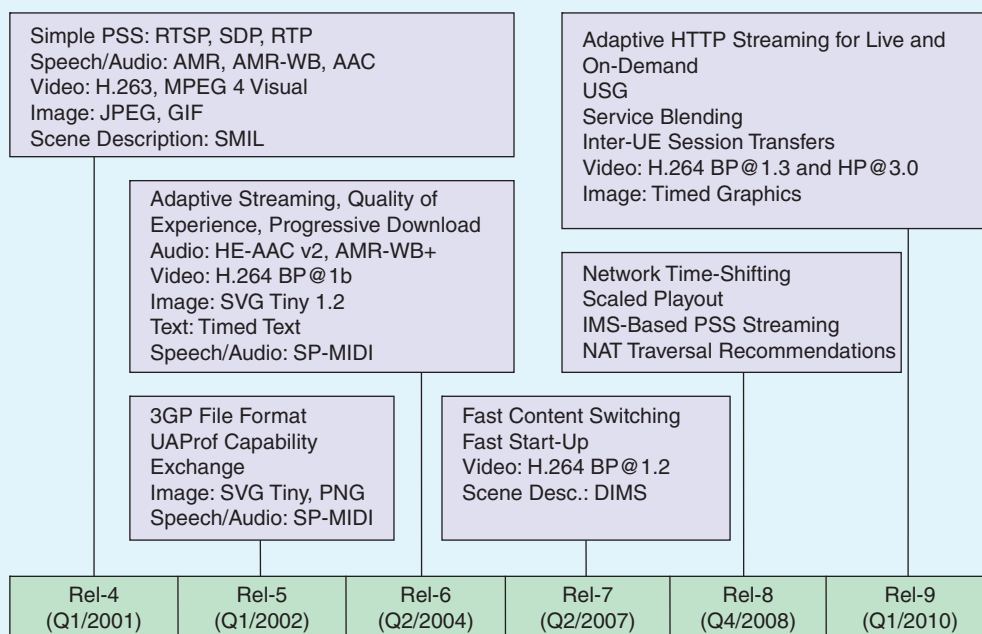 Simple PSS: RTSP, SDP, RTP
Speech/Audio: AMR, AMR-WB, AAC
Video: H.263, MPEG 4 Visual
Image: JPEG, GIF
Scene Description: SMIL
Adaptive HTTP Streaming for Live and
On-Demand
USG
Service Blending
Inter-UE Session Transfers
Video: H.264 BP@1.3 and HP@3.0
Image: Timed Graphics
Adaptive Streaming, Quality of
Experience, Progressive Download
Audio: HE-AAC v2, AMR-WB+
Video: H.264 BP@1b
Image: SVG Tiny 1.2
Text: Timed Text
Speech/Audio: SP-MIDI
Network Time-Shifting
Scaled Playout
IMS-Based PSS Streaming
NAT Traversal Recommendations
3GP File Format
UAProf Capability
Exchange
Image: SVG Tiny, PNG
Speech/Audio: SP-MIDI
Fast Content Switching
Fast Start-Up
Video: H.264 BP@1.2
Scene Desc.: DIMS
Rel-4
(Q1/2001)
Rel-5
(Q1/2002)
Rel-6
(Q2/2004)
Rel-7
(Q2/2007)
Rel-8
(Q4/2008)
Rel-9
(Q1/2010)